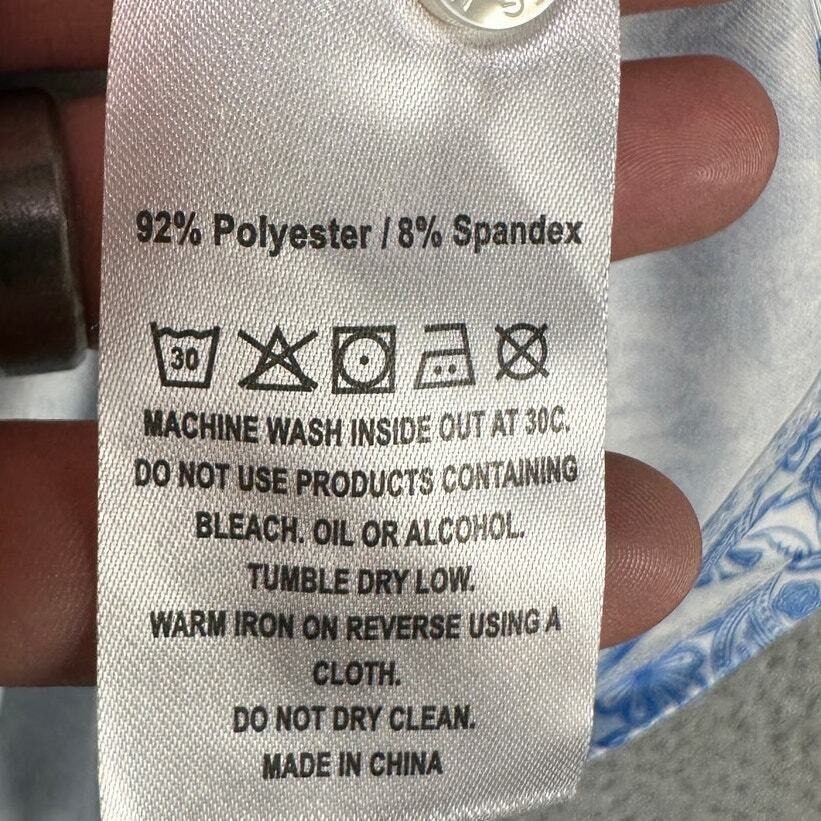 92% Polyester / 8% Spandex
30
MACHINE WASH INSIDE OUT AT 30C.
DO NOT USE PRODUCTS CONTAINING
BLEACH. OIL OR ALCOHOL.
TUMBLE DRY LOW.
WARM IRON ON REVERSE USING A
CLOTH.
DO NOT DRY CLEAN.
MADE IN CHINA